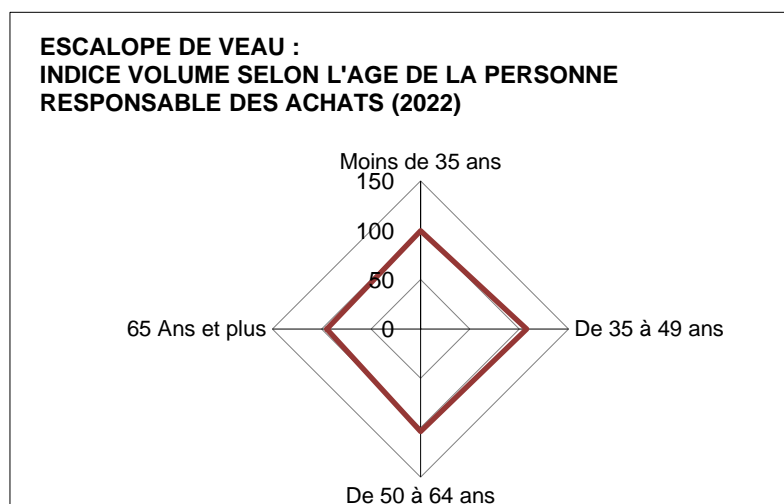 ESCALOPE DE VEAU :
INDICE VOLUME SELON L'AGE DE LA PERSONNE
RESPONSABLE DES ACHATS (2022)
Moins de 35 ans
150
100
50
65 Ans et plus
0
De 35 à 49 ans
De 50 à 64 ans